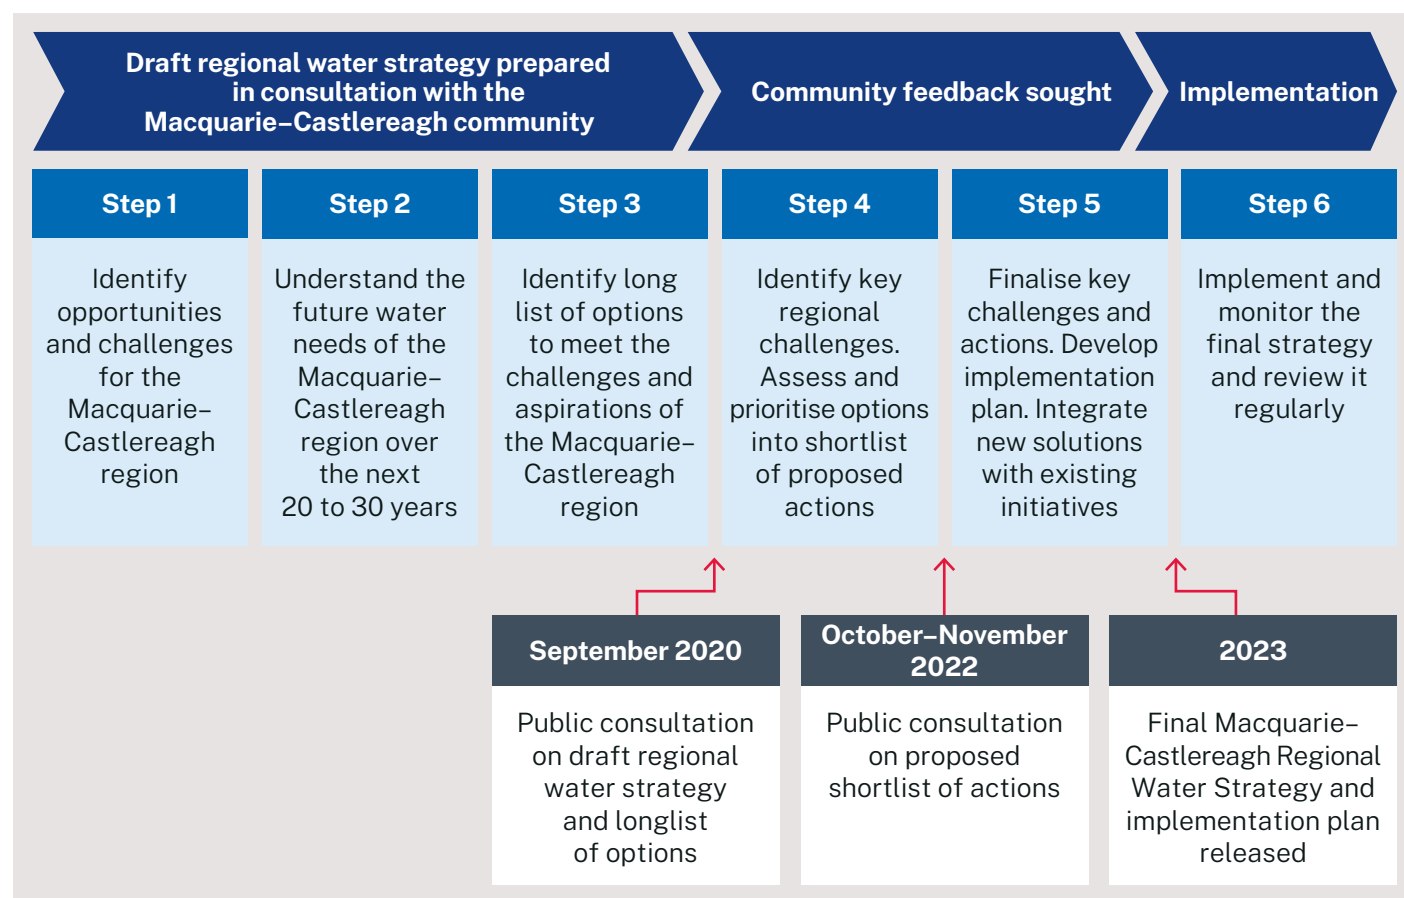 Draft regional water strategy prepared
in consultation with the
Macquarie–Castlereagh community
Community feedback sought
Implementation
Step 1
Identify
opportunities
and challenges
for the
Macquarie–
Castlereagh
region
Step 2
Understand the
future water
needs of the
Macquarie–
Castlereagh
region over
the next
20 to 30 years
Step 3
Identify long
list of options
to meet the
challenges and
aspirations of
the Macquarie–
Castlereagh
region
Step 4
Identify key
regional
challenges.
Assess and
prioritise options
into shortlist
of proposed
actions
Step 5
Finalise key
challenges and
actions. Develop
implementation
plan. Integrate
new solutions
with existing
initiatives
Step 6
Implement and
monitor the
final strategy
and review it
regularly
September 2020
Public consultation
on draft regional
water strategy
and longlist
of options
October–November
2022
Public consultation
on proposed
shortlist of actions
2023
Final Macquarie–
Castlereagh Regional
Water Strategy and
implementation plan
released